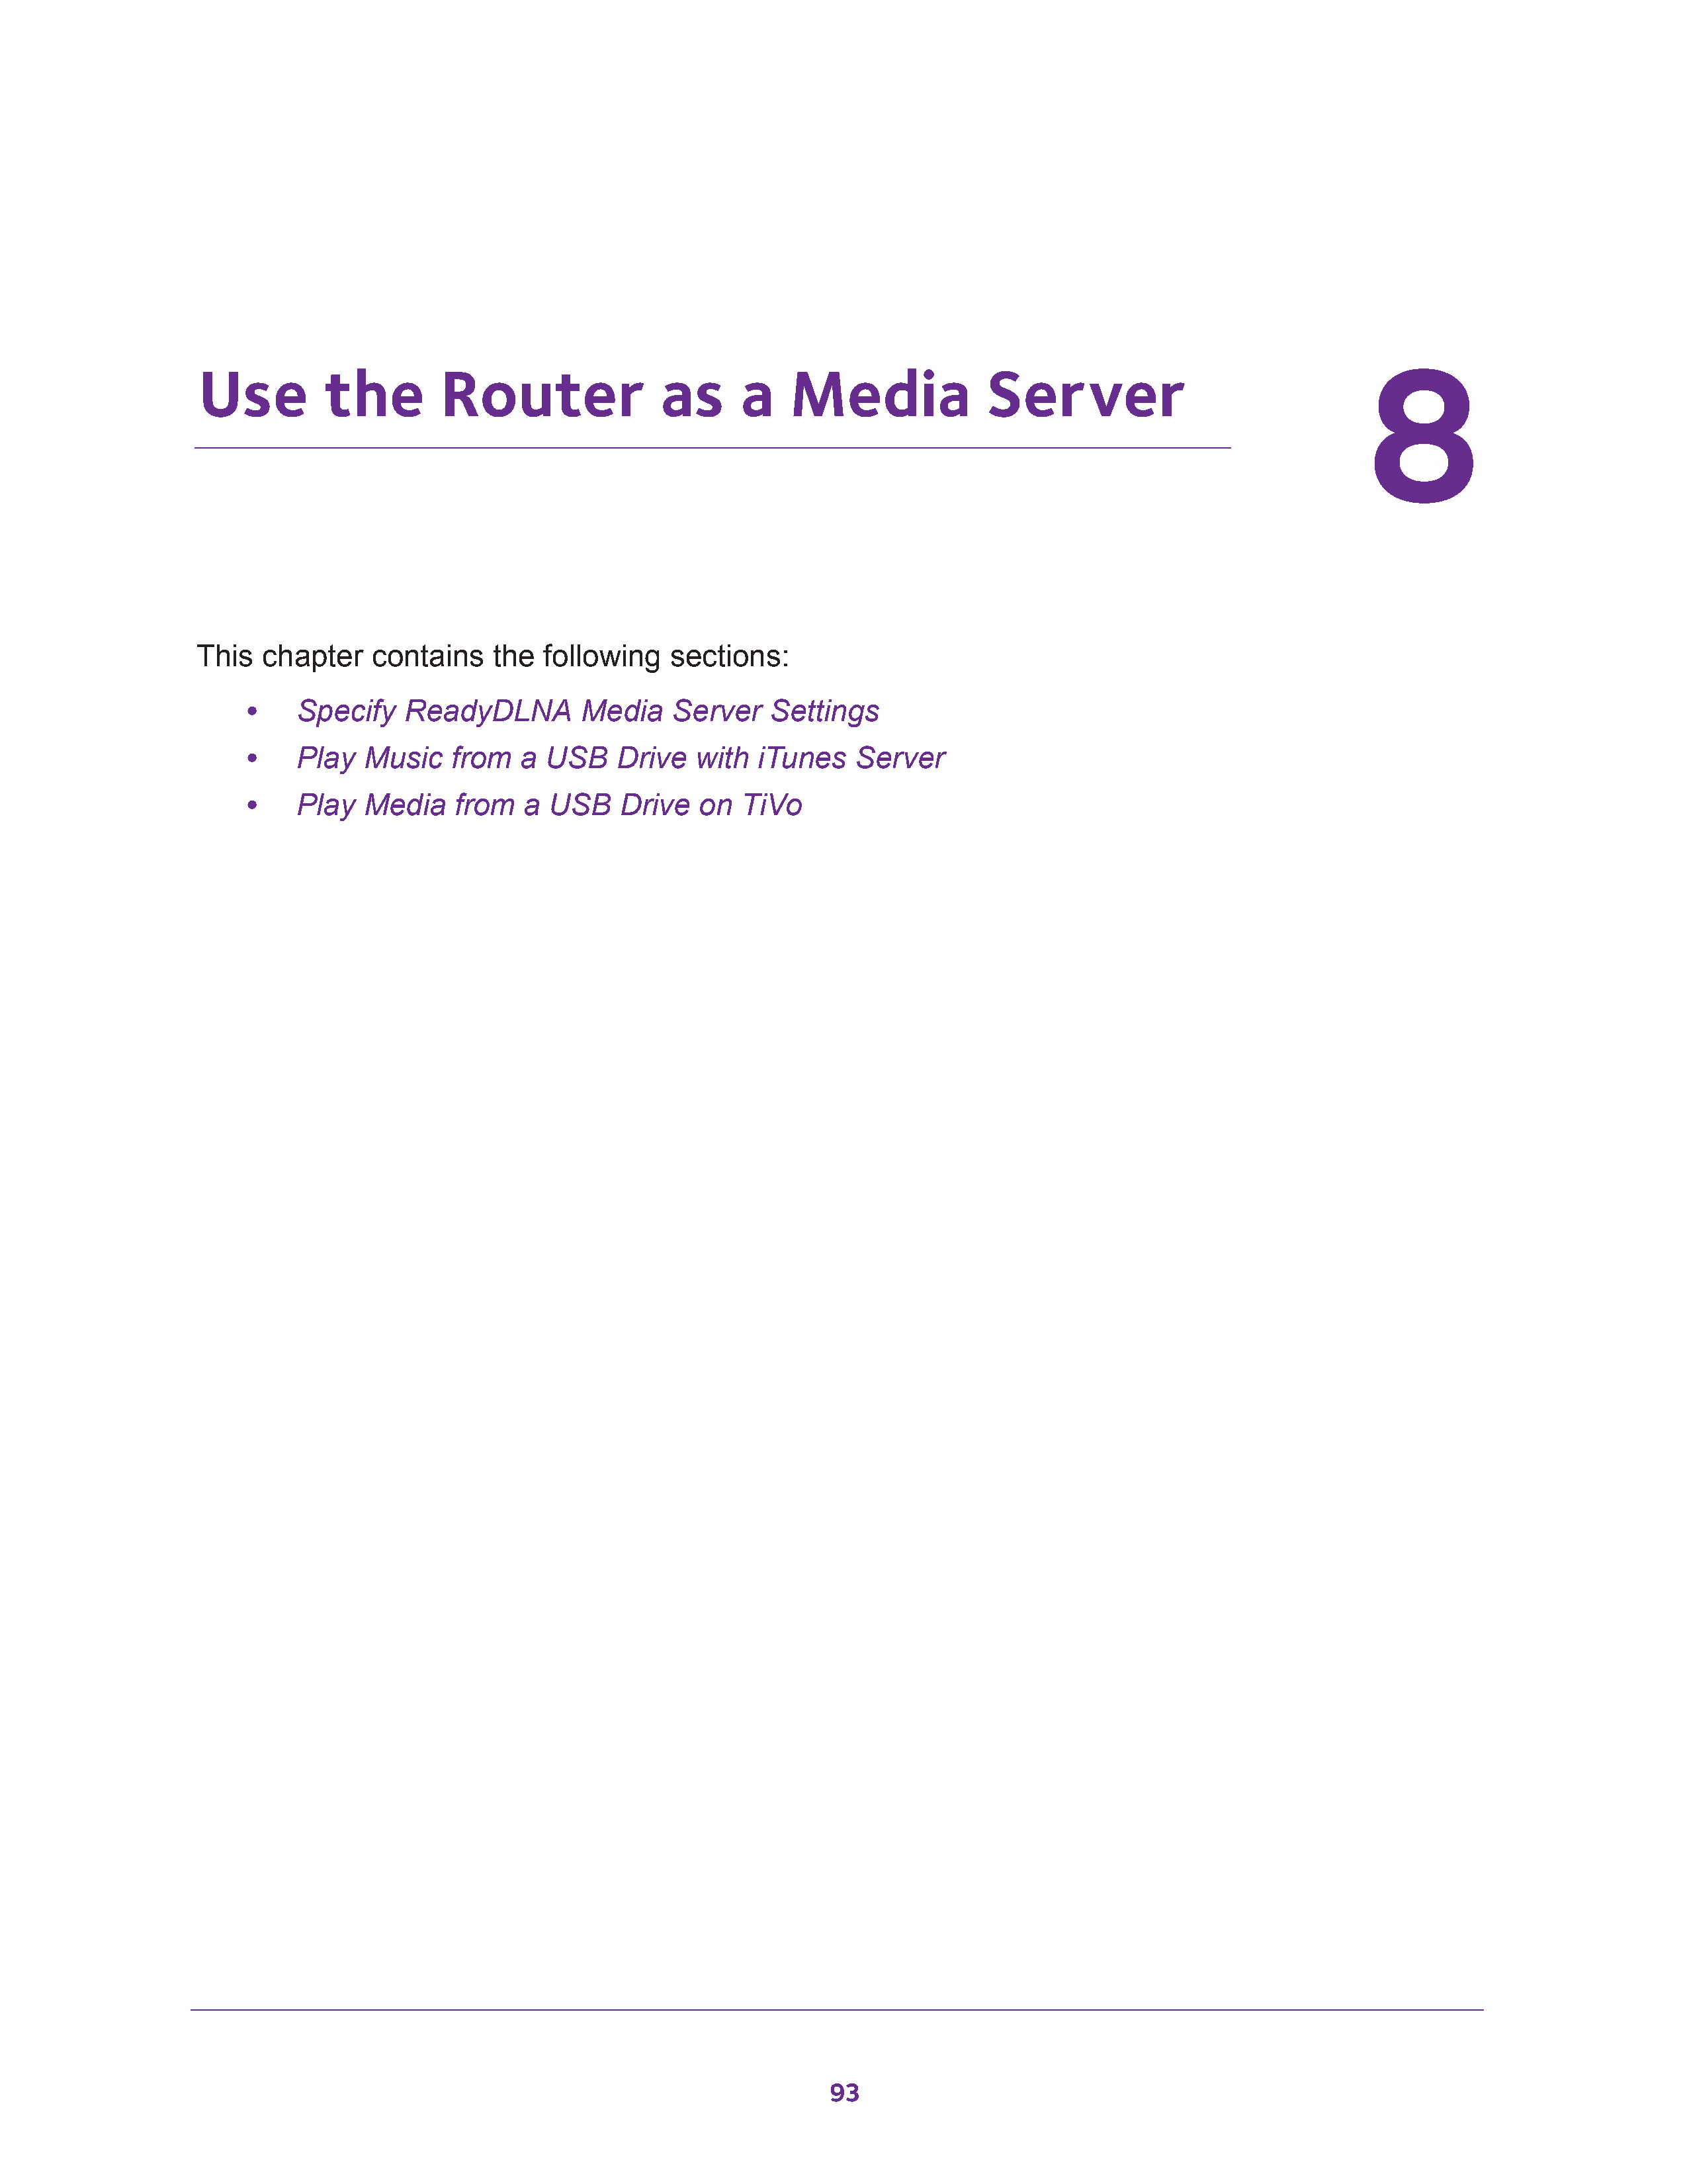 Use the Router as a Media Server
8
This chapter contains the following sections:
• Specify ReadyDLNA Media Server Settings
• Play Music from a USB Drive with iTunes Server
• Play Media from a USB Drive on TiVo
93